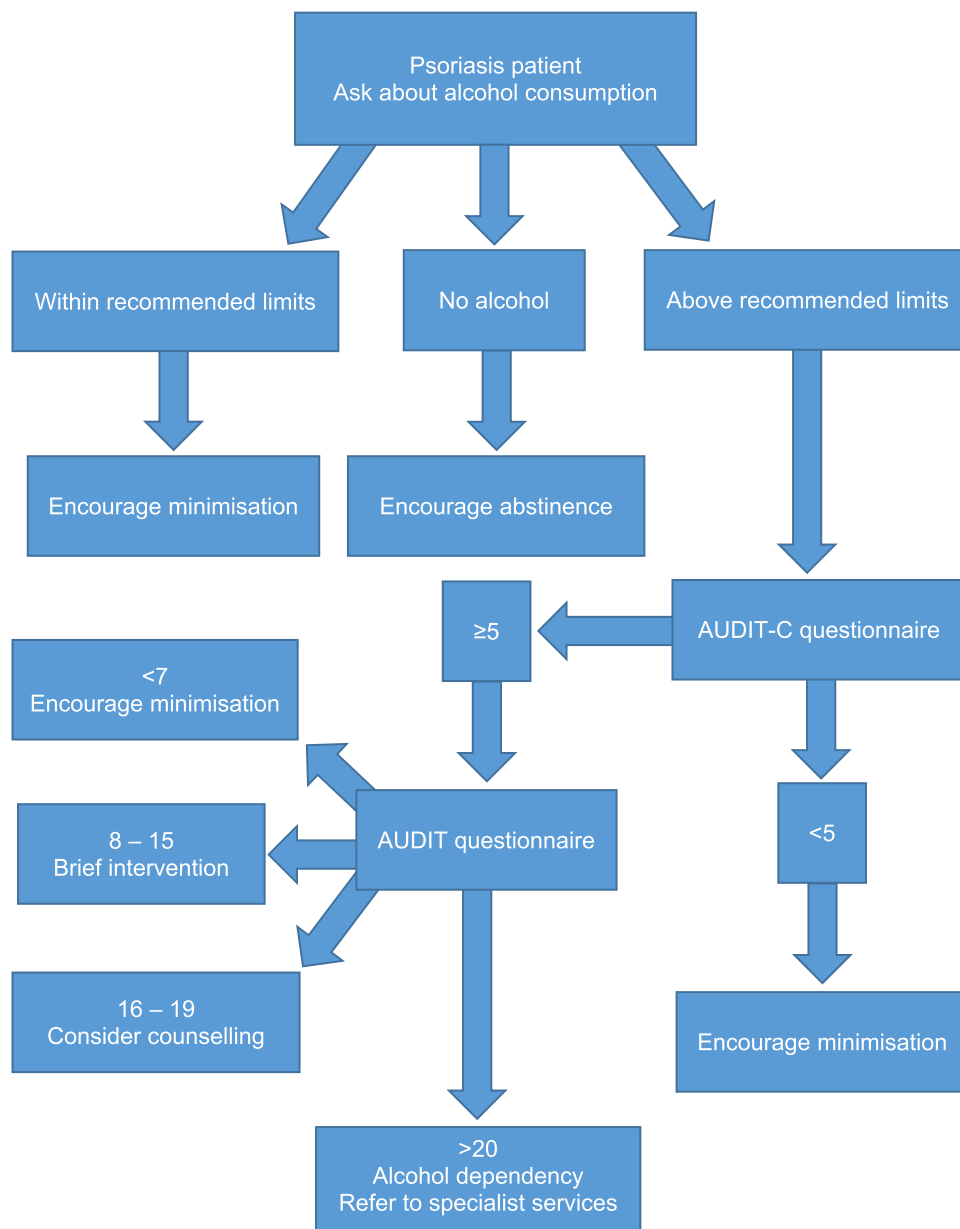 Psoriasis patient
Ask about alcohol consumption
Within recommended limits
No alcohol
Above recommended limits
Encourage minimisation
Encourage abstinence
≥5
AUDIT-C questionnaire
<7
Encourage minimisation
8 – 15
Brief intervention
AUDIT questionnaire
<5
16 – 19
Consider counselling
Encourage minimisation
>20
Alcohol dependency
Refer to specialist services